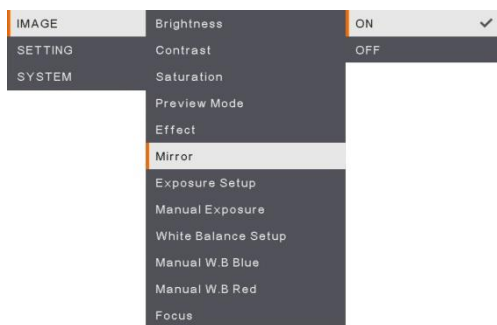 IMAGE
SETTING
SYSTEM
Brightness
Contrast
Saturation
Preview Mode
Effect
Mirror
Exposure Setup
Manual Exposure
White Balance Setup
Manual W.B Blue
Manual W.B Red
Focus
ON
OFF